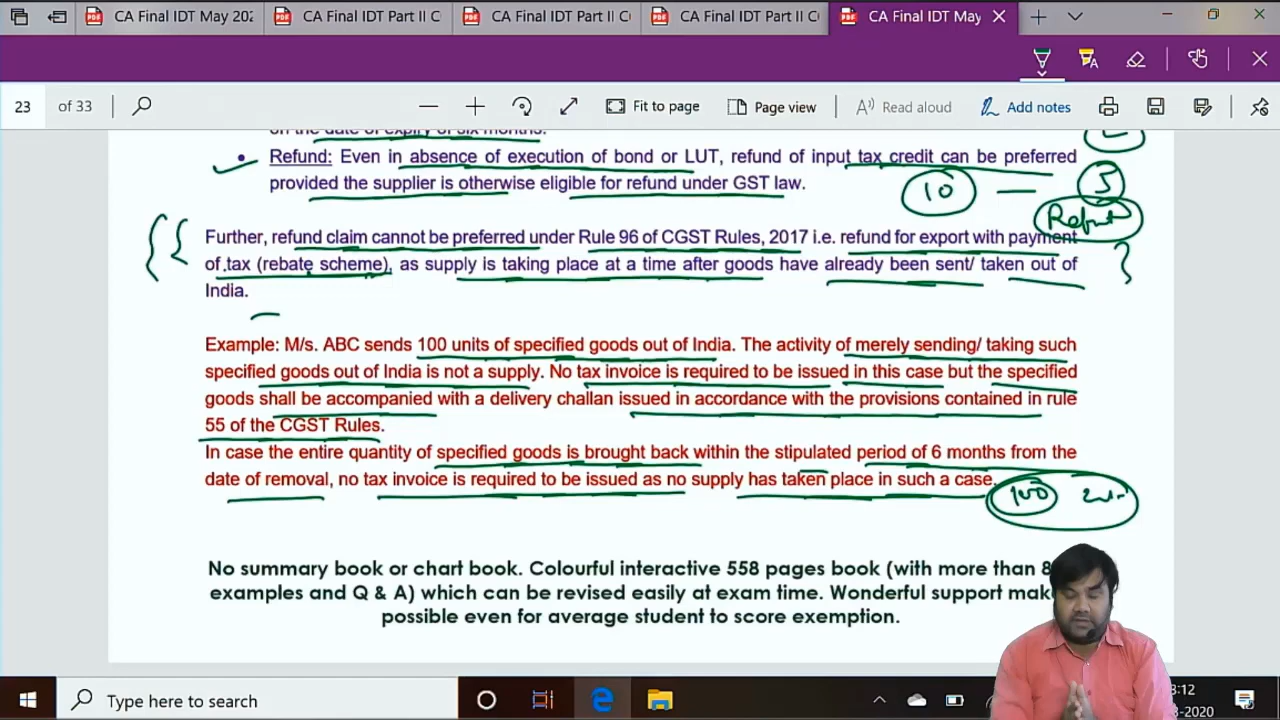 CA Final IDT May 202
CA Final IDT Part II C
CA Final IDT Part II C
CA Final IDT Part II C
CA Final IDT May
23 of 33
Fit to page
Page view
Read aloud
Add notes
on the date of expiry of six months.
• Refund: Even in absence of execution of bond or LUT, refund of input tax credit can be preferred
provided the supplier is otherwise eligible for refund under GST law.
10 — 5
Refund
Further, refund claim cannot be preferred under Rule 96 of CGST Rules, 2017 i.e. refund for export with payment
of tax (rebate scheme), as supply is taking place at a time after goods have already been sent/ taken out of
India.
Example: M/s. ABC sends 100 units of specified goods out of India. The activity of merely sending/ taking such
specified goods out of India is not a supply. No tax invoice is required to be issued in this case but the specified
goods shall be accompanied with a delivery challan issued in accordance with the provisions contained in rule
55 of the CGST Rules.
In case the entire quantity of specified goods is brought back within the stipulated period of 6 months from the
date of removal, no tax invoice is required to be issued as no supply has taken place in such a case.
100
No summary book or chart book. Colourful interactive 558 pages book (with more than 8
examples and Q & A) which can be revised easily at exam time. Wonderful support mak
possible even for average student to score exemption.
Type here to search
3:12
-2020